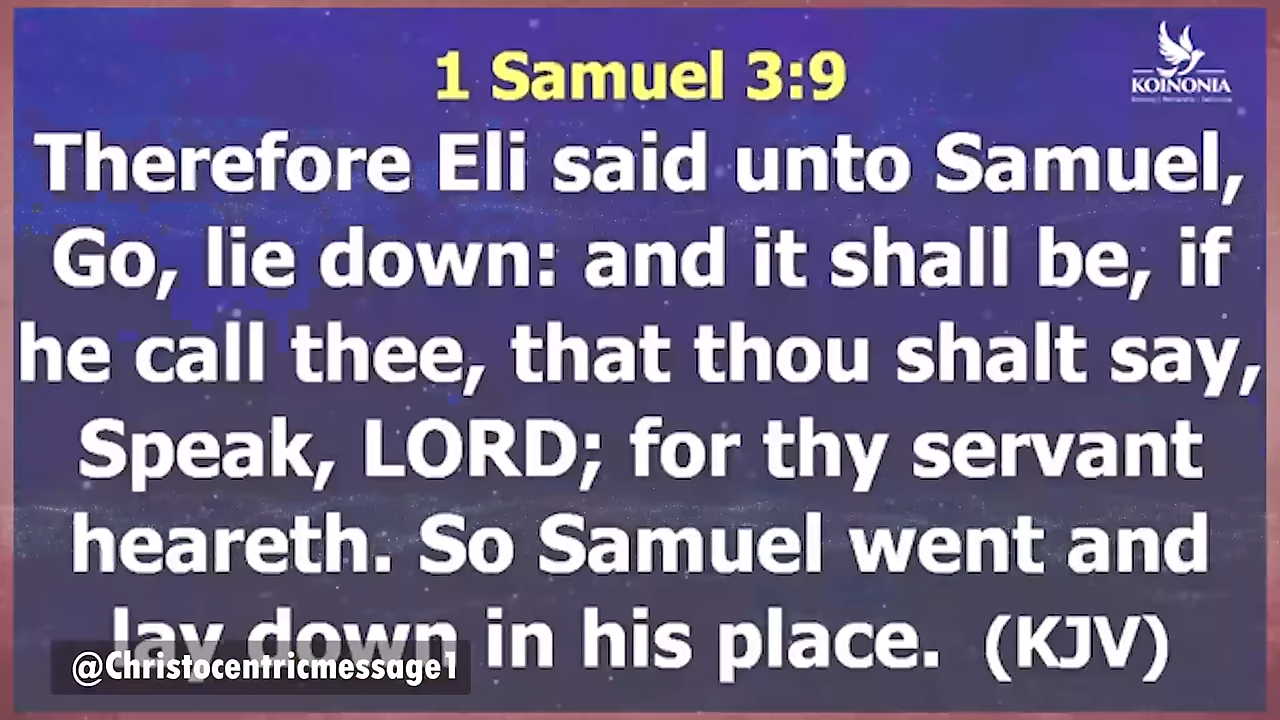 1 Samuel 3:9
KOINONIA
Therefore Eli said unto Samuel,
Go, lie down: and it shall be, if
he call thee, that thou shalt say,
Speak, LORD; for thy servant
heareth. So Samuel went and
lay down in his place. (KJV)
@Christocentricmessage1